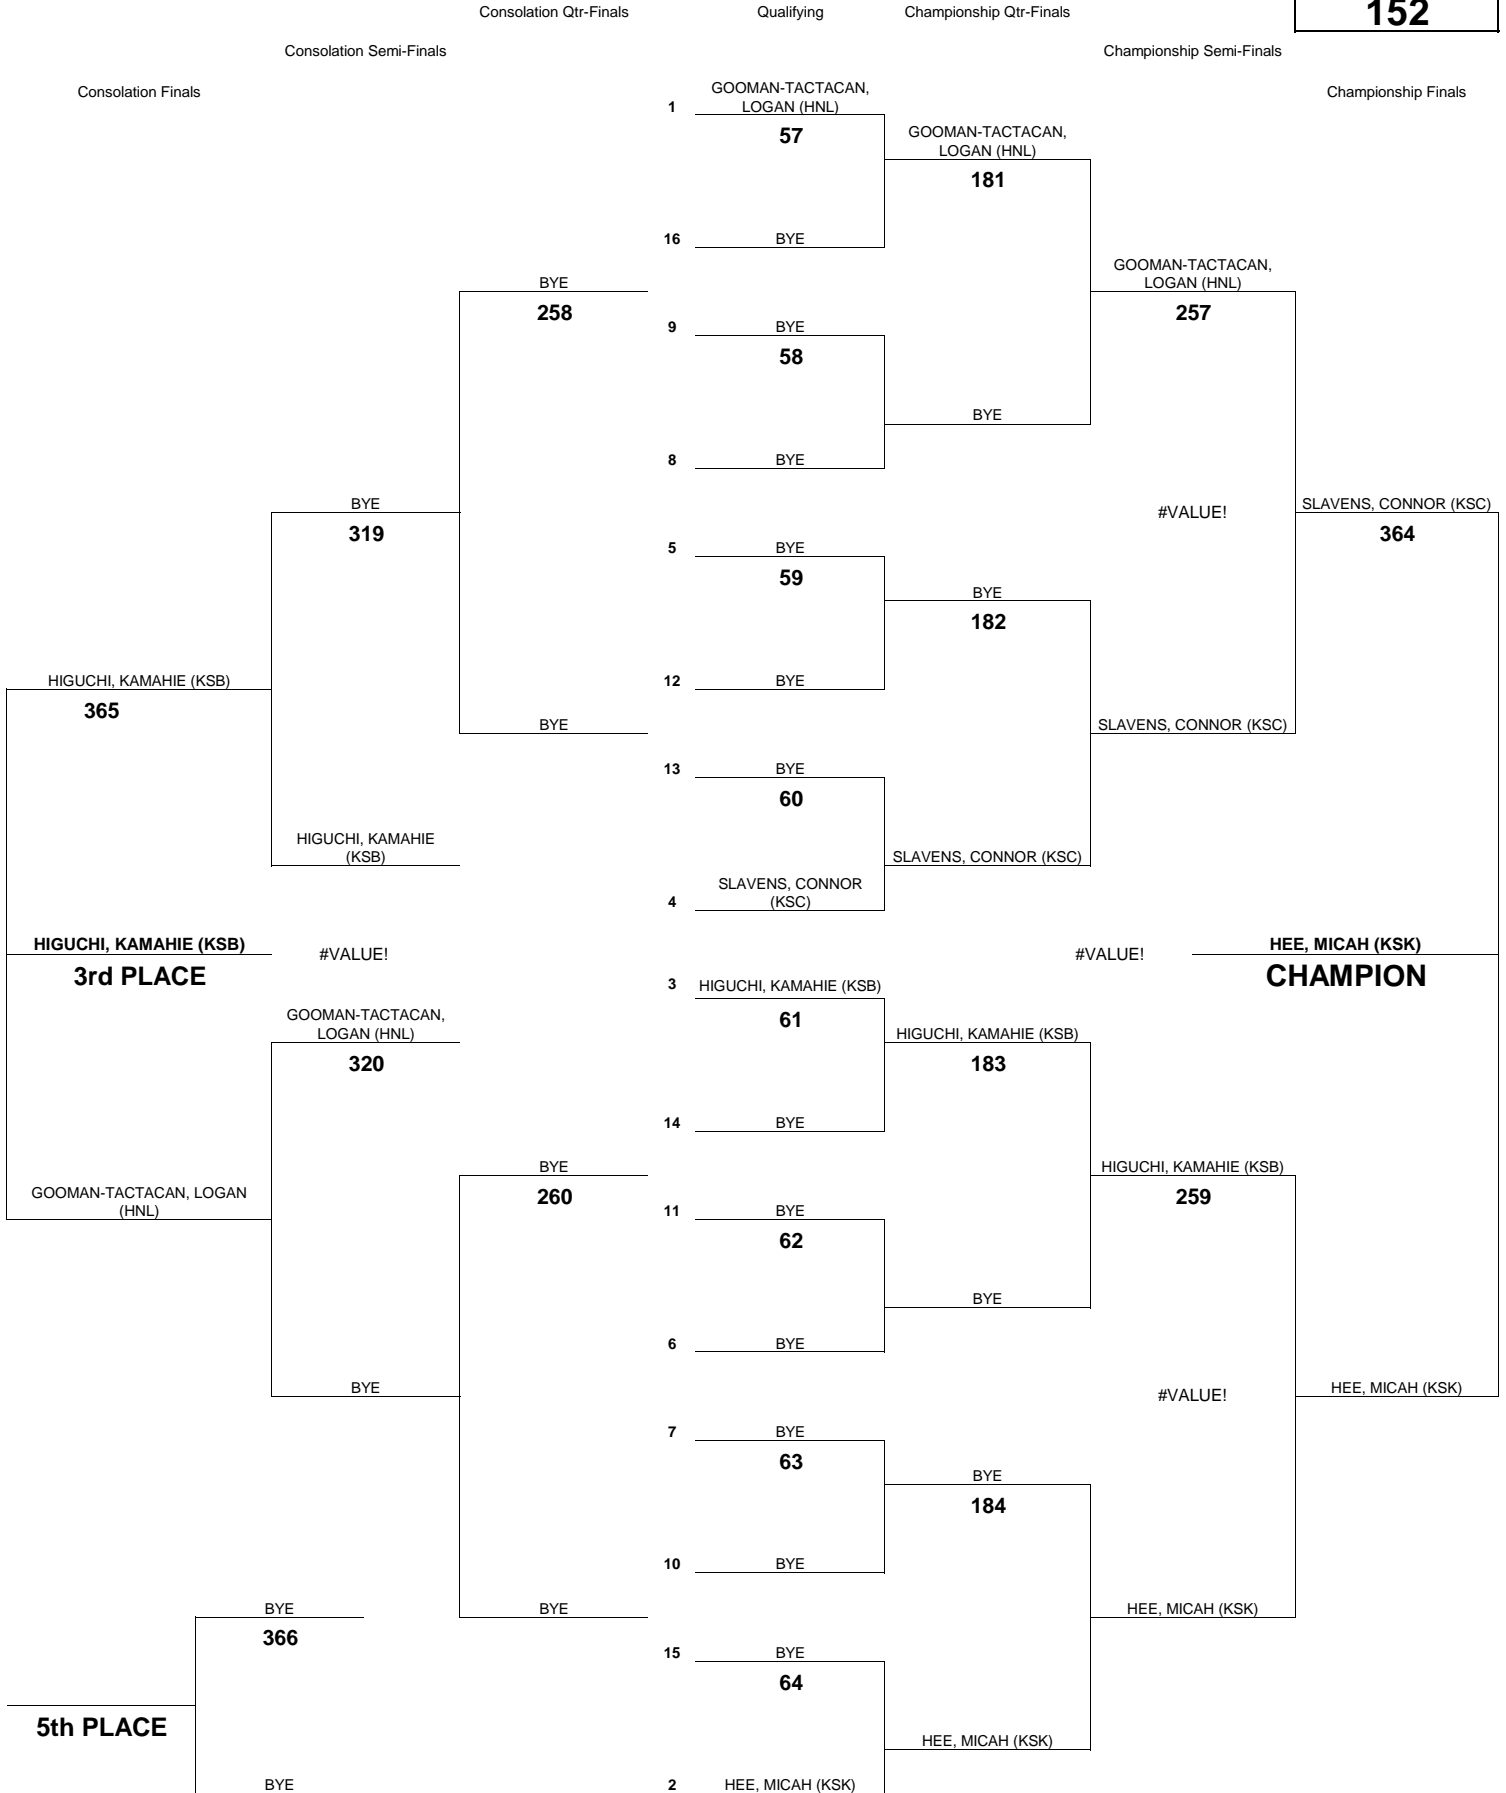 Consolation Qtr-Finals
Qualifying
Championship Qtr-Finals
152
Consolation Semi-Finals
Championship Semi-Finals
Consolation Finals
Championship Finals
1
GOOMAN-TACTACAN,
LOGAN (HNL)
57
GOOMAN-TACTACAN,
LOGAN (HNL)
181
16
BYE
GOOMAN-TACTACAN,
LOGAN (HNL)
257
BYE
258
9
BYE
58
BYE
8
BYE
BYE
319
#VALUE!
SLAVENS, CONNOR (KSC)
364
5
BYE
59
BYE
182
12
BYE
HIGUCHI, KAMAHIE (KSB)
365
BYE
SLAVENS, CONNOR (KSC)
13
BYE
60
HIGUCHI, KAMAHIE
(KSB)
SLAVENS, CONNOR (KSC)
4
SLAVENS, CONNOR
(KSC)
HIGUCHI, KAMAHIE (KSB)
3rd PLACE
#VALUE!
#VALUE!
HEE, MICAH (KSK)
CHAMPION
3
HIGUCHI, KAMAHIE (KSB)
61
GOOMAN-TACTACAN,
LOGAN (HNL)
320
HIGUCHI, KAMAHIE (KSB)
183
14
BYE
BYE
260
HIGUCHI, KAMAHIE (KSB)
259
GOOMAN-TACTACAN, LOGAN
(HNL)
11
BYE
62
BYE
6
BYE
BYE
#VALUE!
HEE, MICAH (KSK)
7
BYE
63
BYE
184
10
BYE
BYE
366
BYE
HEE, MICAH (KSK)
15
BYE
64
5th PLACE
HEE, MICAH (KSK)
BYE
2
HEE, MICAH (KSK)